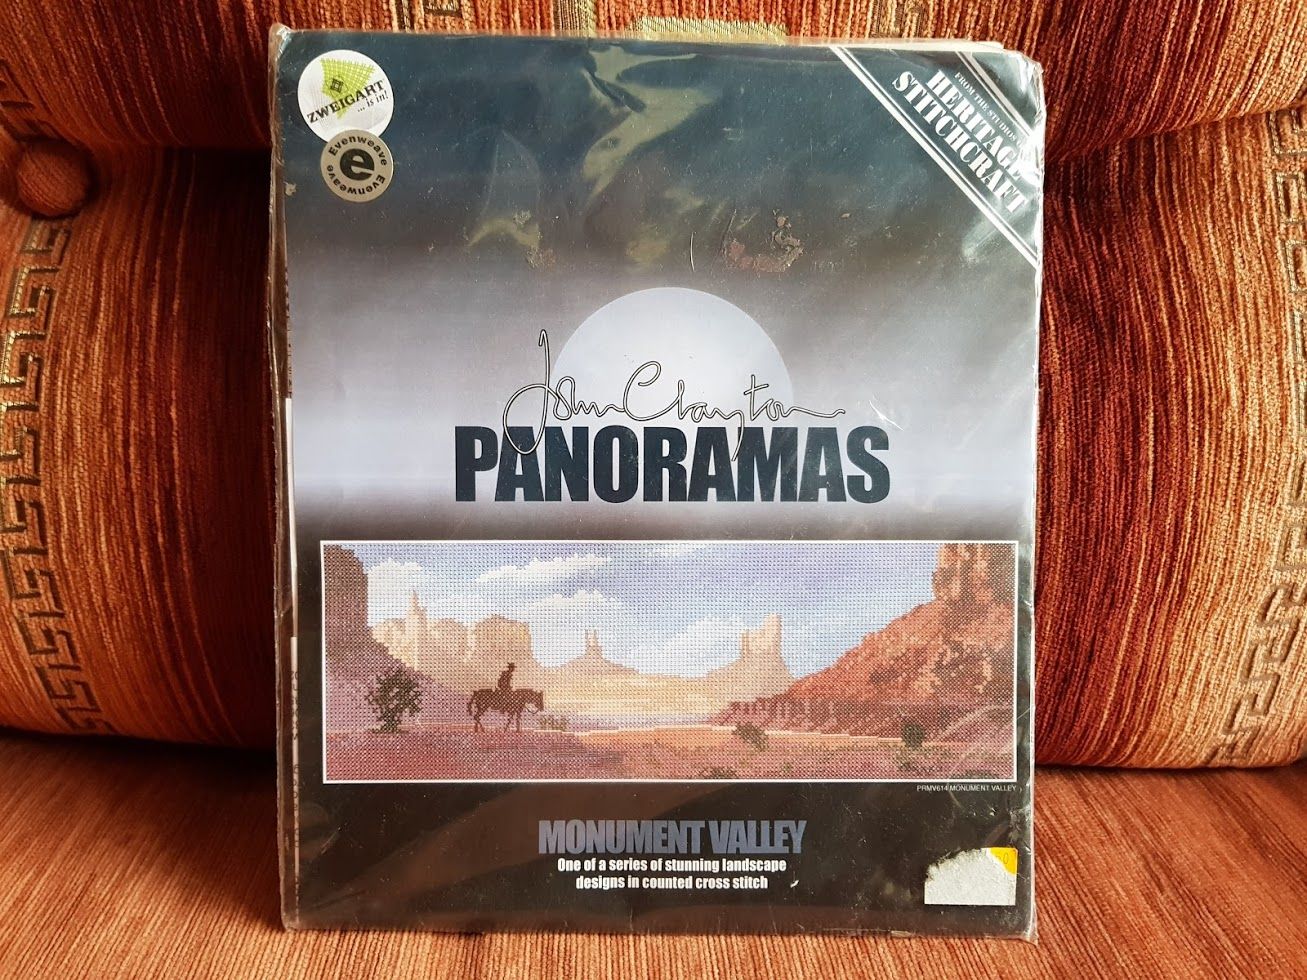 ZWEIGART
... is in!
Evenweave
e
Evenweave
FROM THE STUDIOS
HERITAGE
STITCHCRAFT
John Clayton
PANORAMAS
PRMV614 MONUMENT VALLEY
MONUMENT VALLEY
One of a series of stunning landscape
designs in counted cross stitch